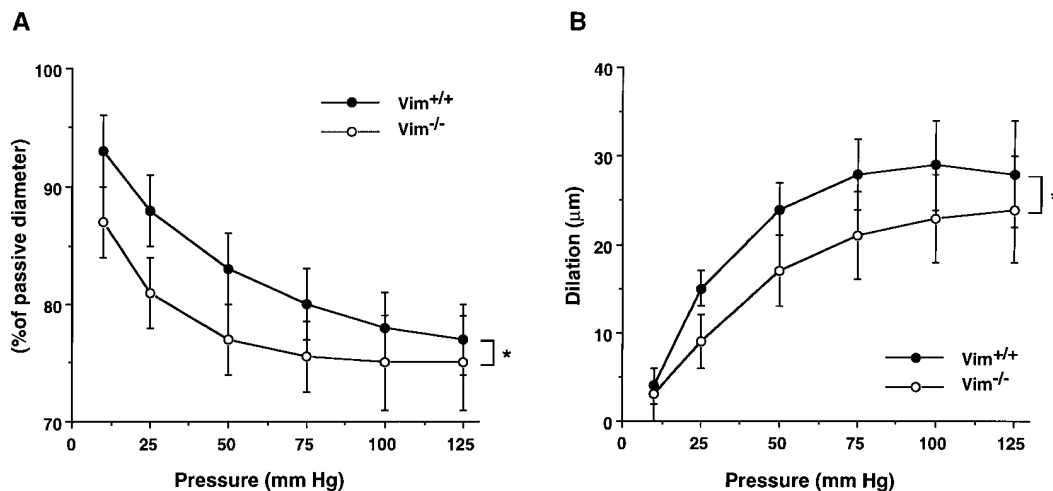 A
100
90
80
70
(%of passive diameter)
Vim+/+
Vim-/-
*
0 25 50 75 100 125
Pressure (mm Hg)
B
40
30
20
10
0
Dilation (μm)
*
Vim+/+
Vim-/-
0 25 50 75 100 125
Pressure (mm Hg)